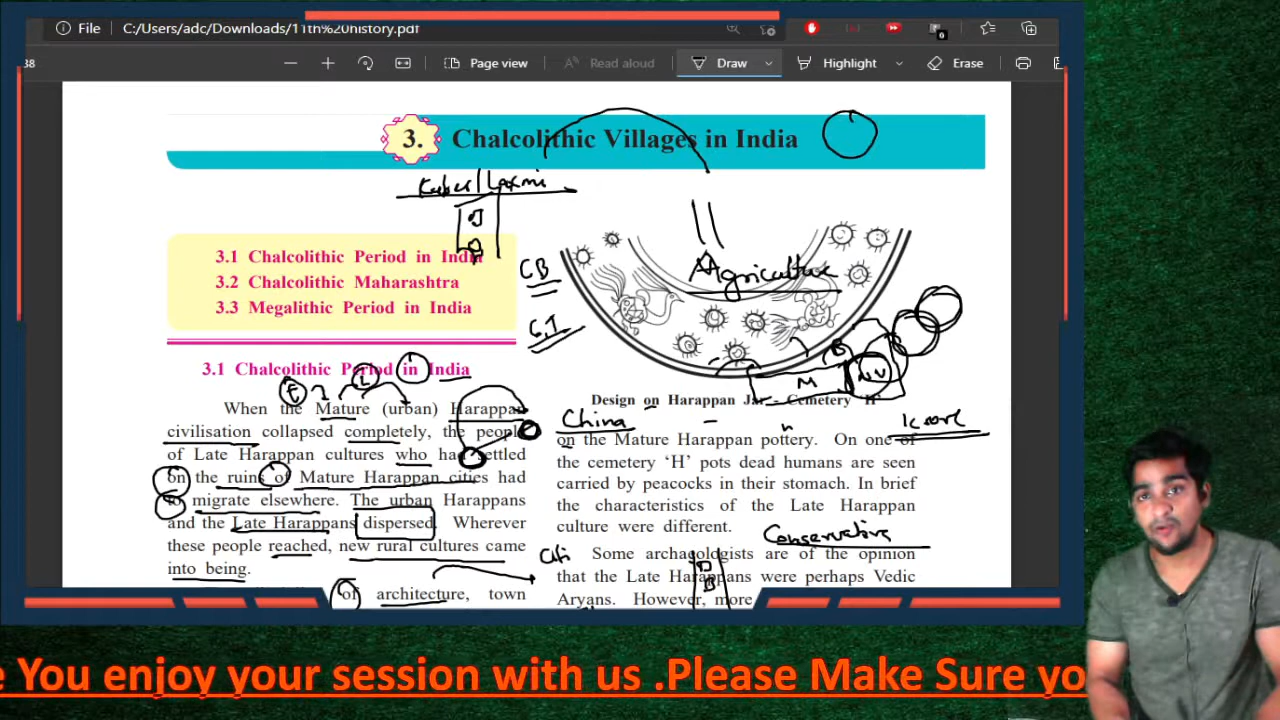 File C:/Users/adc/Downloads/11th%20history.pdf
38
Page view
Read aloud
Draw
Highlight
Erase
3. Chalcolithic Villages in India
Kuber/Laxmi
3.1 Chalcolithic Period in India
3.2 Chalcolithic Maharashtra
3.3 Megalithic Period in India
CB
Agriculture
3.1 Chalcolithic Period in India
When the Mature (urban) Harappan
civilisation collapsed completely, the people
of Late Harappan cultures who had settled
on the ruins of Mature Harappan cities had
to migrate elsewhere. The urban Harappans
and the Late Harappans dispersed. Wherever
these people reached, new rural cultures came
into being.
of architecture, town
E
L
B
M
Design on Harappan Jar - Cemetery 'H'
China
on the Mature Harappan pottery. On one of
the cemetery 'H' pots dead humans are seen
carried by peacocks in their stomach. In brief
the characteristics of the Late Harappan
culture were different.
Conservative
Some archaeologists are of the opinion
that the Late Harappans were perhaps Vedic
Aryans. However, more
e You enjoy your session with us .Please Make Sure yo